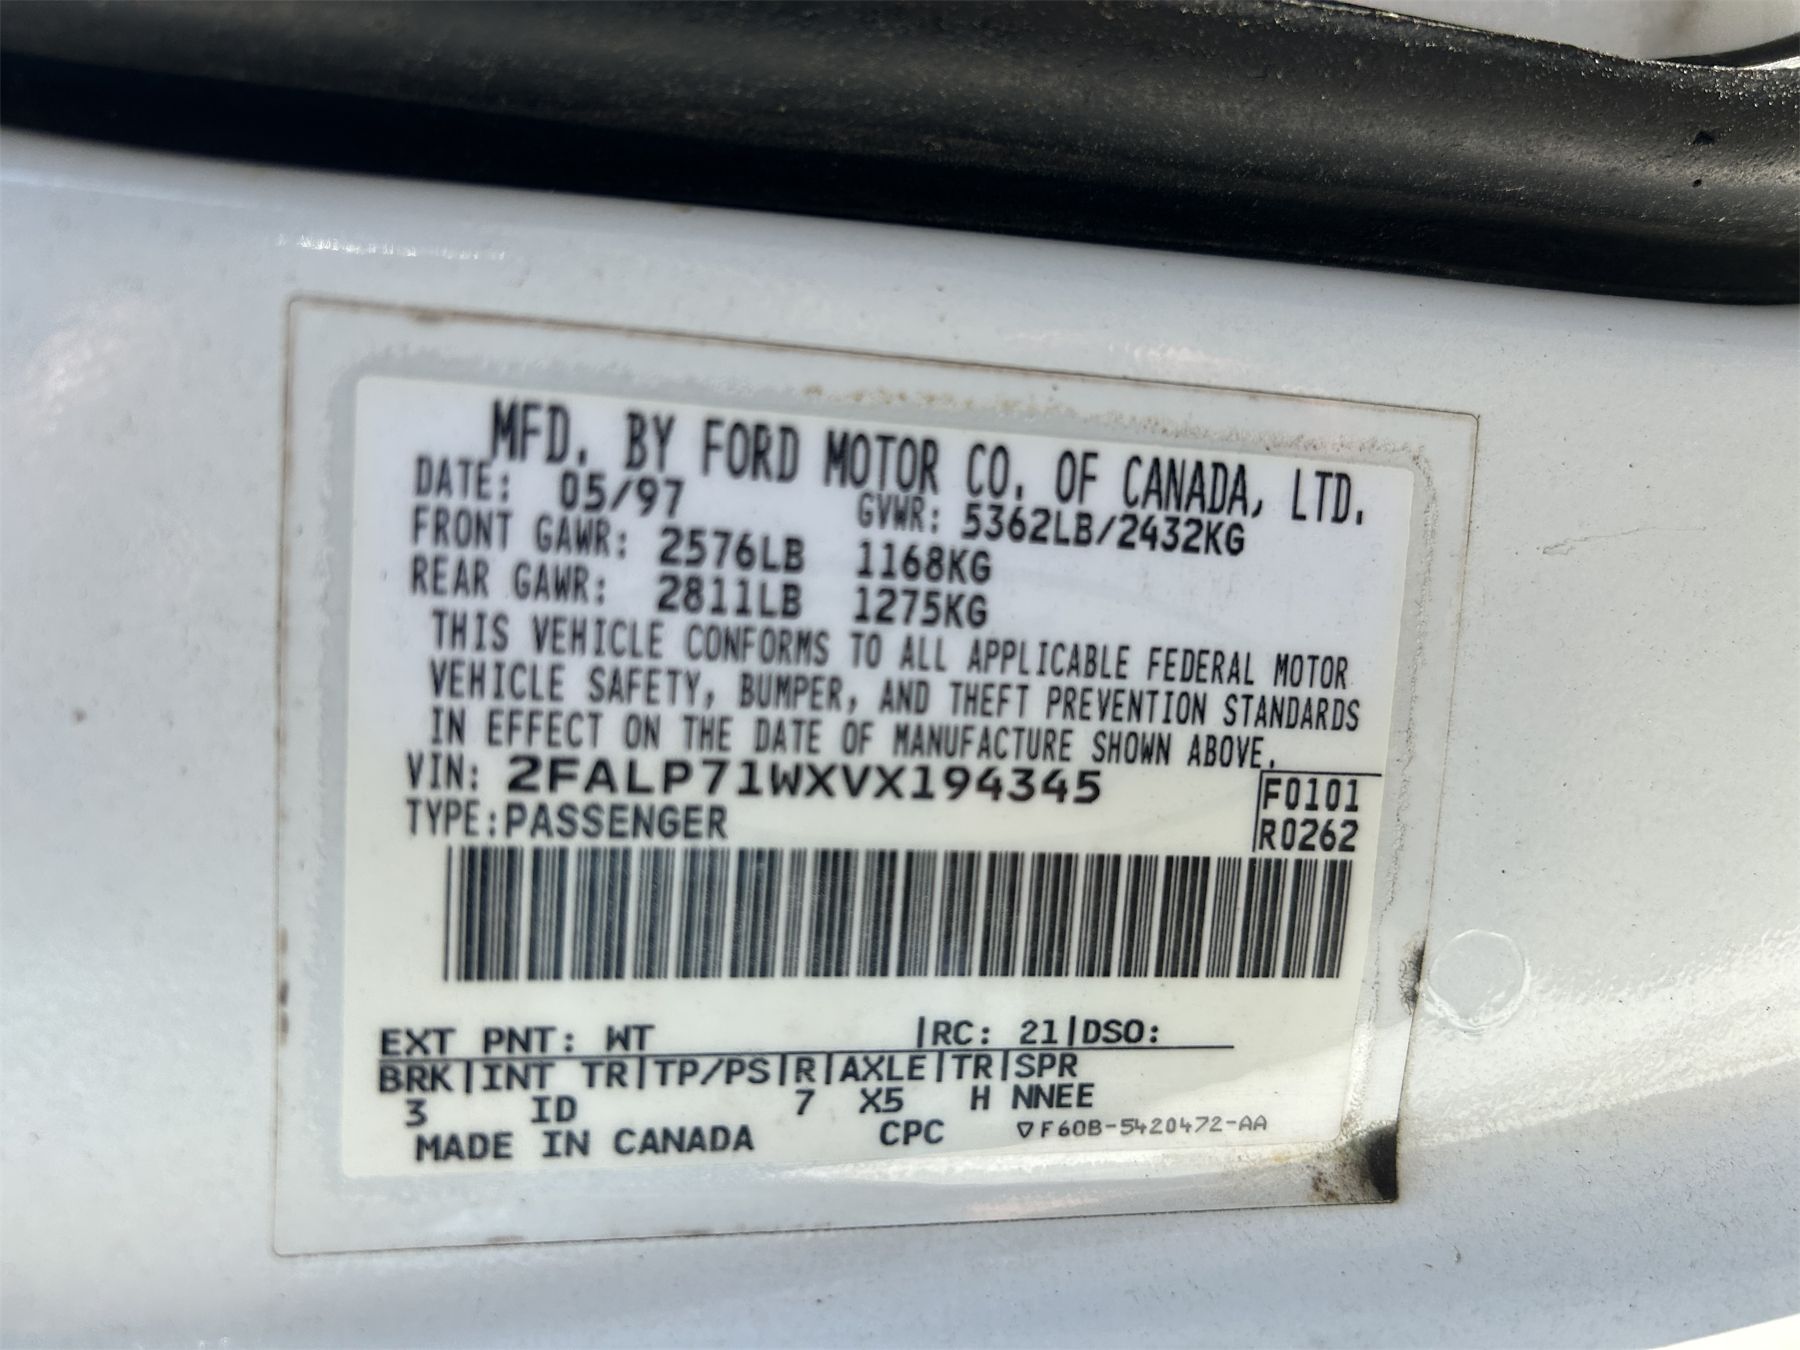 MFD. BY FORD MOTOR CO. OF CANADA, LTD.
DATE: 05/97 GVWR: 5362LB/2432KG
FRONT GAWR: 2576LB 1168KG
REAR GAWR: 2811LB 1275KG
THIS VEHICLE CONFORMS TO ALL APPLICABLE FEDERAL MOTOR
VEHICLE SAFETY, BUMPER, AND THEFT PREVENTION STANDARDS
IN EFFECT ON THE DATE OF MANUFACTURE SHOWN ABOVE.
VIN: 2FALP71WXVX194345
F0101
TYPE: PASSENGER
R0262
EXT PNT: WT |RC: 21|DSO:
BRK|INT TR|TP/PS|R|AXLE|TR|SPR
3 ID 7 X5 H NNEE
MADE IN CANADA CPC ▽F60B-5420472-AA